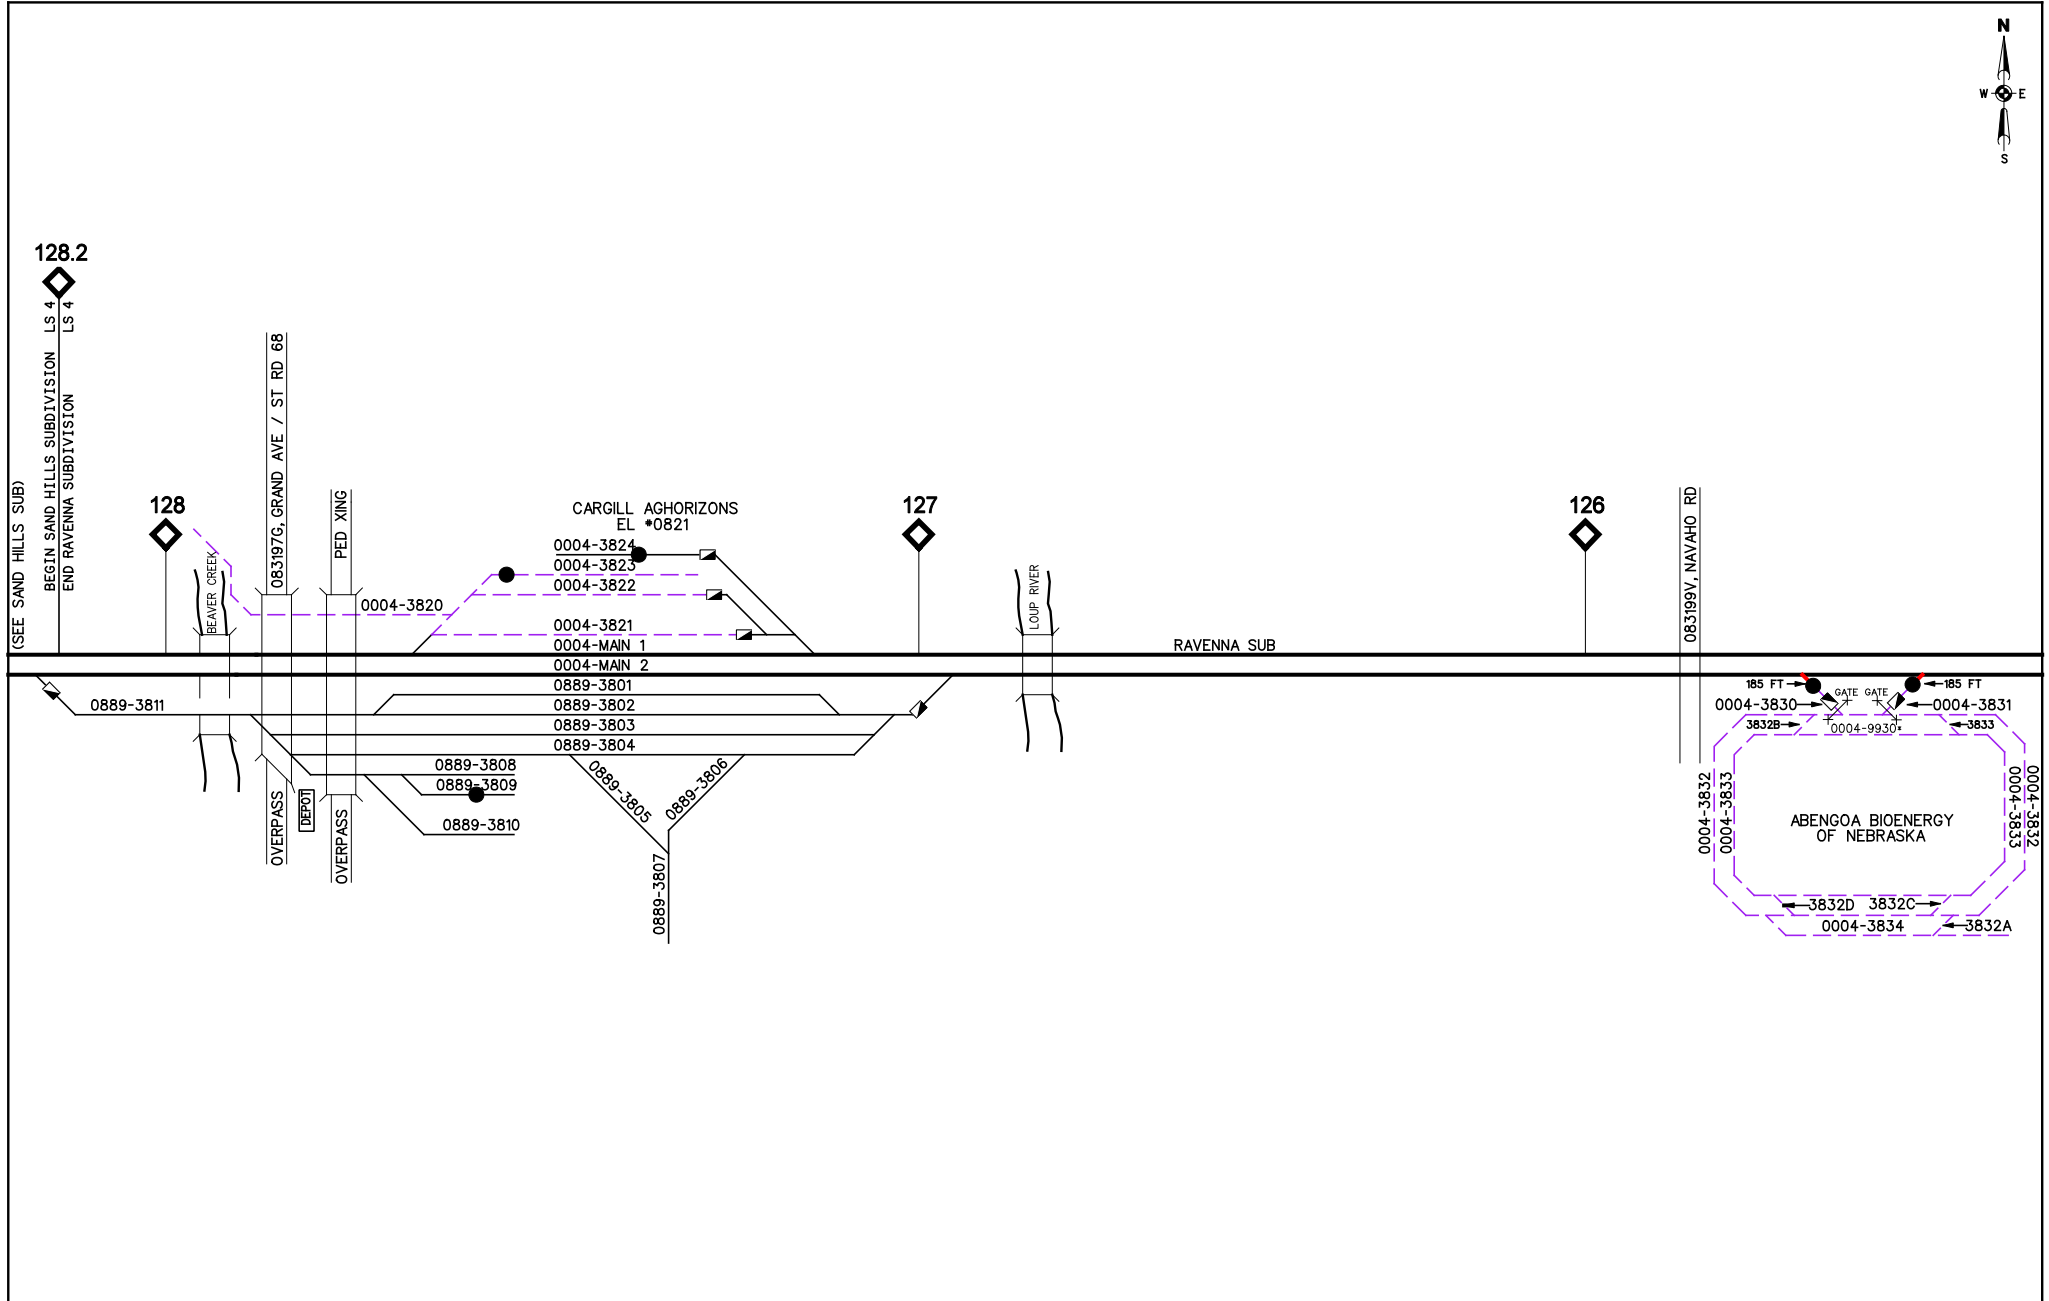 N
W E
S
128.2
LS 4
LS 4
BEGIN SAND HILLS SUBDIVISION
END RAVENNA SUBDIVISION
(SEE SAND HILLS SUB)
128
BEAVER CREEK
083197G, GRAND AVE / ST RD 68
PED XING
CARGILL AGHORIZONS
EL *0821
127
126
LOUP RIVER
083199V, NAVAHO RD
0004-3824
0004-3823
0004-3822
0004-3820
0004-3821
0004-MAIN 1
RAVENNA SUB
0004-MAIN 2
0889-3801
0889-3811
0889-3802
0889-3803
0889-3804
0889-3808
0889-3809
0889-3810
0889-3805
0889-3806
0889-3807
OVERPASS
DEPOT
OVERPASS
185 FT
185 FT
GATE GATE
0004-3830
0004-3831
3832B
0004-9930*
3833
0004-3832
0004-3833
0004-3833
0004-3832
ABENGOA BIOENERGY
OF NEBRASKA
3832D
3832C
0004-3834
3832A